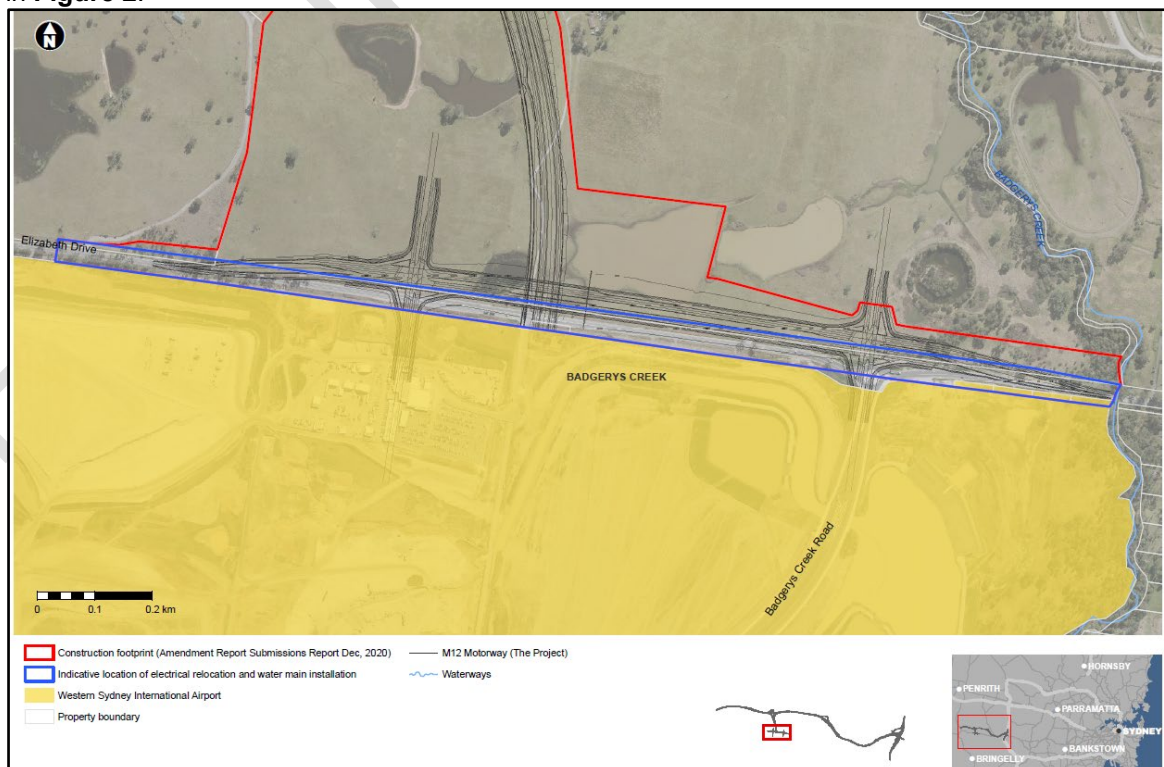 in Figure 2.
N
BADGERYS CREEK
Elizabeth Drive
BADGERYS CREEK
Badgerys Creek Road
0 0.1 0.2 km
Construction footprint (Amendment Report Submissions Report Dec, 2020)
Indicative location of electrical relocation and water main installation
Western Sydney International Airport
Property boundary
M12 Motorway (The Project)
Waterways
HORNSBY
PENRITH
PARRAMATTA
SYDNEY
BANKSTOWN
BRINGELLY